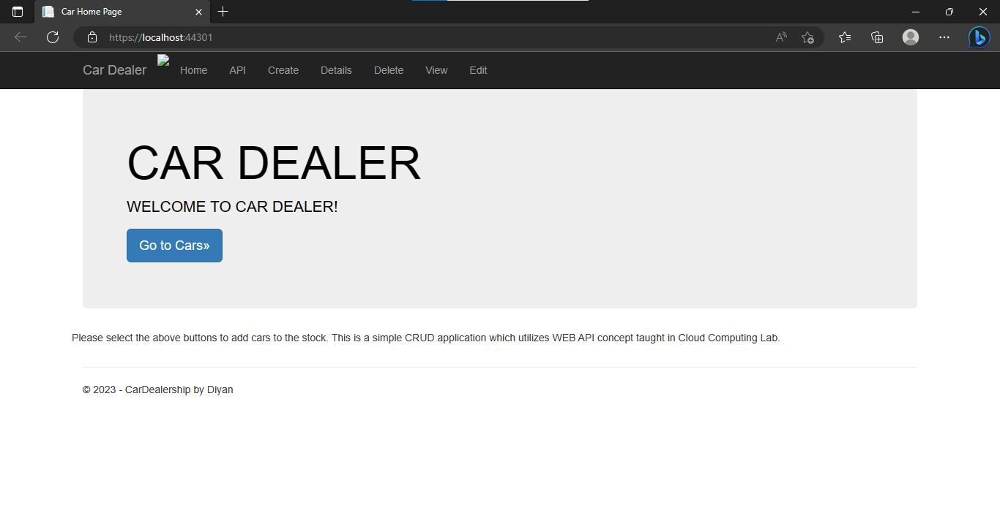 Car Home Page
https://localhost:44301
Car Dealer Home API Create Details Delete View Edit
CAR DEALER
WELCOME TO CAR DEALER!
Go to Cars»
Please select the above buttons to add cars to the stock. This is a simple CRUD application which utilizes WEB API concept taught in Cloud Computing Lab.
© 2023 - CarDealership by Diyan